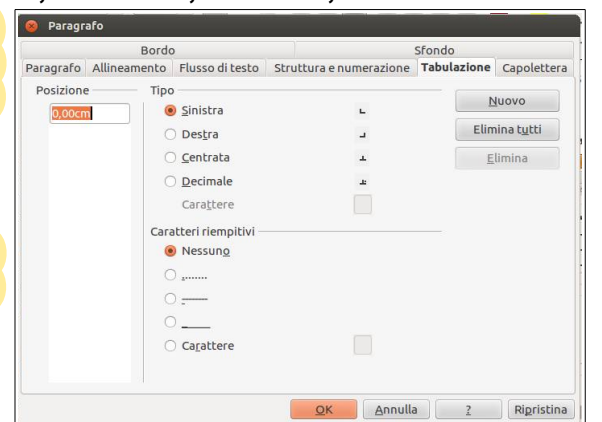 Paragrafo
Bordo Sfondo
Paragrafo Allineamento Flusso di testo Struttura e numerazione Tabulazione Capolettera
Posizione Tipo
0,00cm Sinistra Nuovo
Destra Elimina tutti
Centrata Elimina
Decimale
Carattere
Caratteri riempitivi
Nessuno
.......
Carattere
OK Annulla ? Ripristina